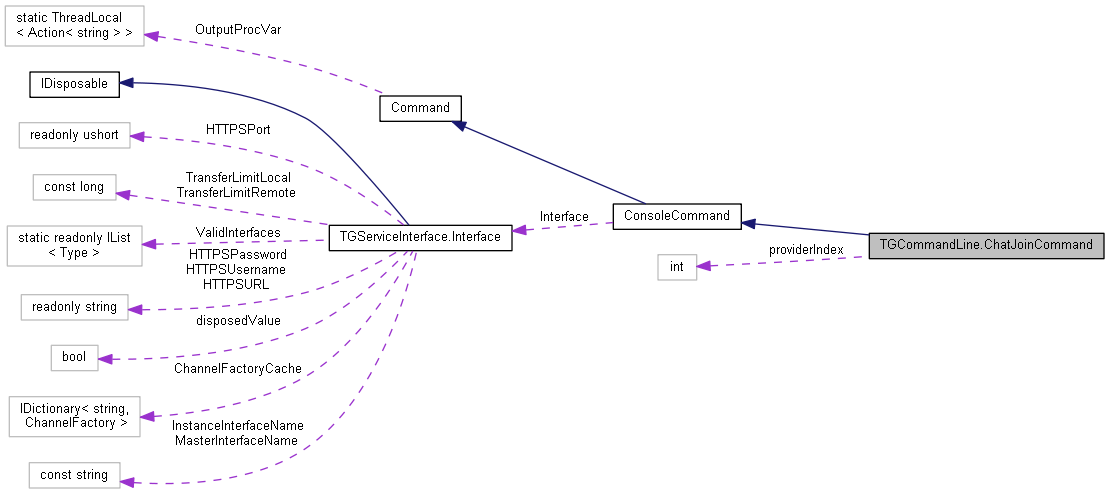 static ThreadLocal
< Action< string > >
OutputProcVar
IDisposable
Command
readonly ushort
HTTPSPort
const long
TransferLimitLocal
TransferLimitRemote
static readonly IList
< Type >
ValidInterfaces
TGServiceInterface.Interface
Interface
ConsoleCommand
TGCommandLine.ChatJoinCommand
providerIndex
int
HTTPSPassword
HTTPSUsername
HTTPSURL
readonly string
disposedValue
bool
ChannelFactoryCache
IDictionary< string,
ChannelFactory >
InstanceInterfaceName
MasterInterfaceName
const string